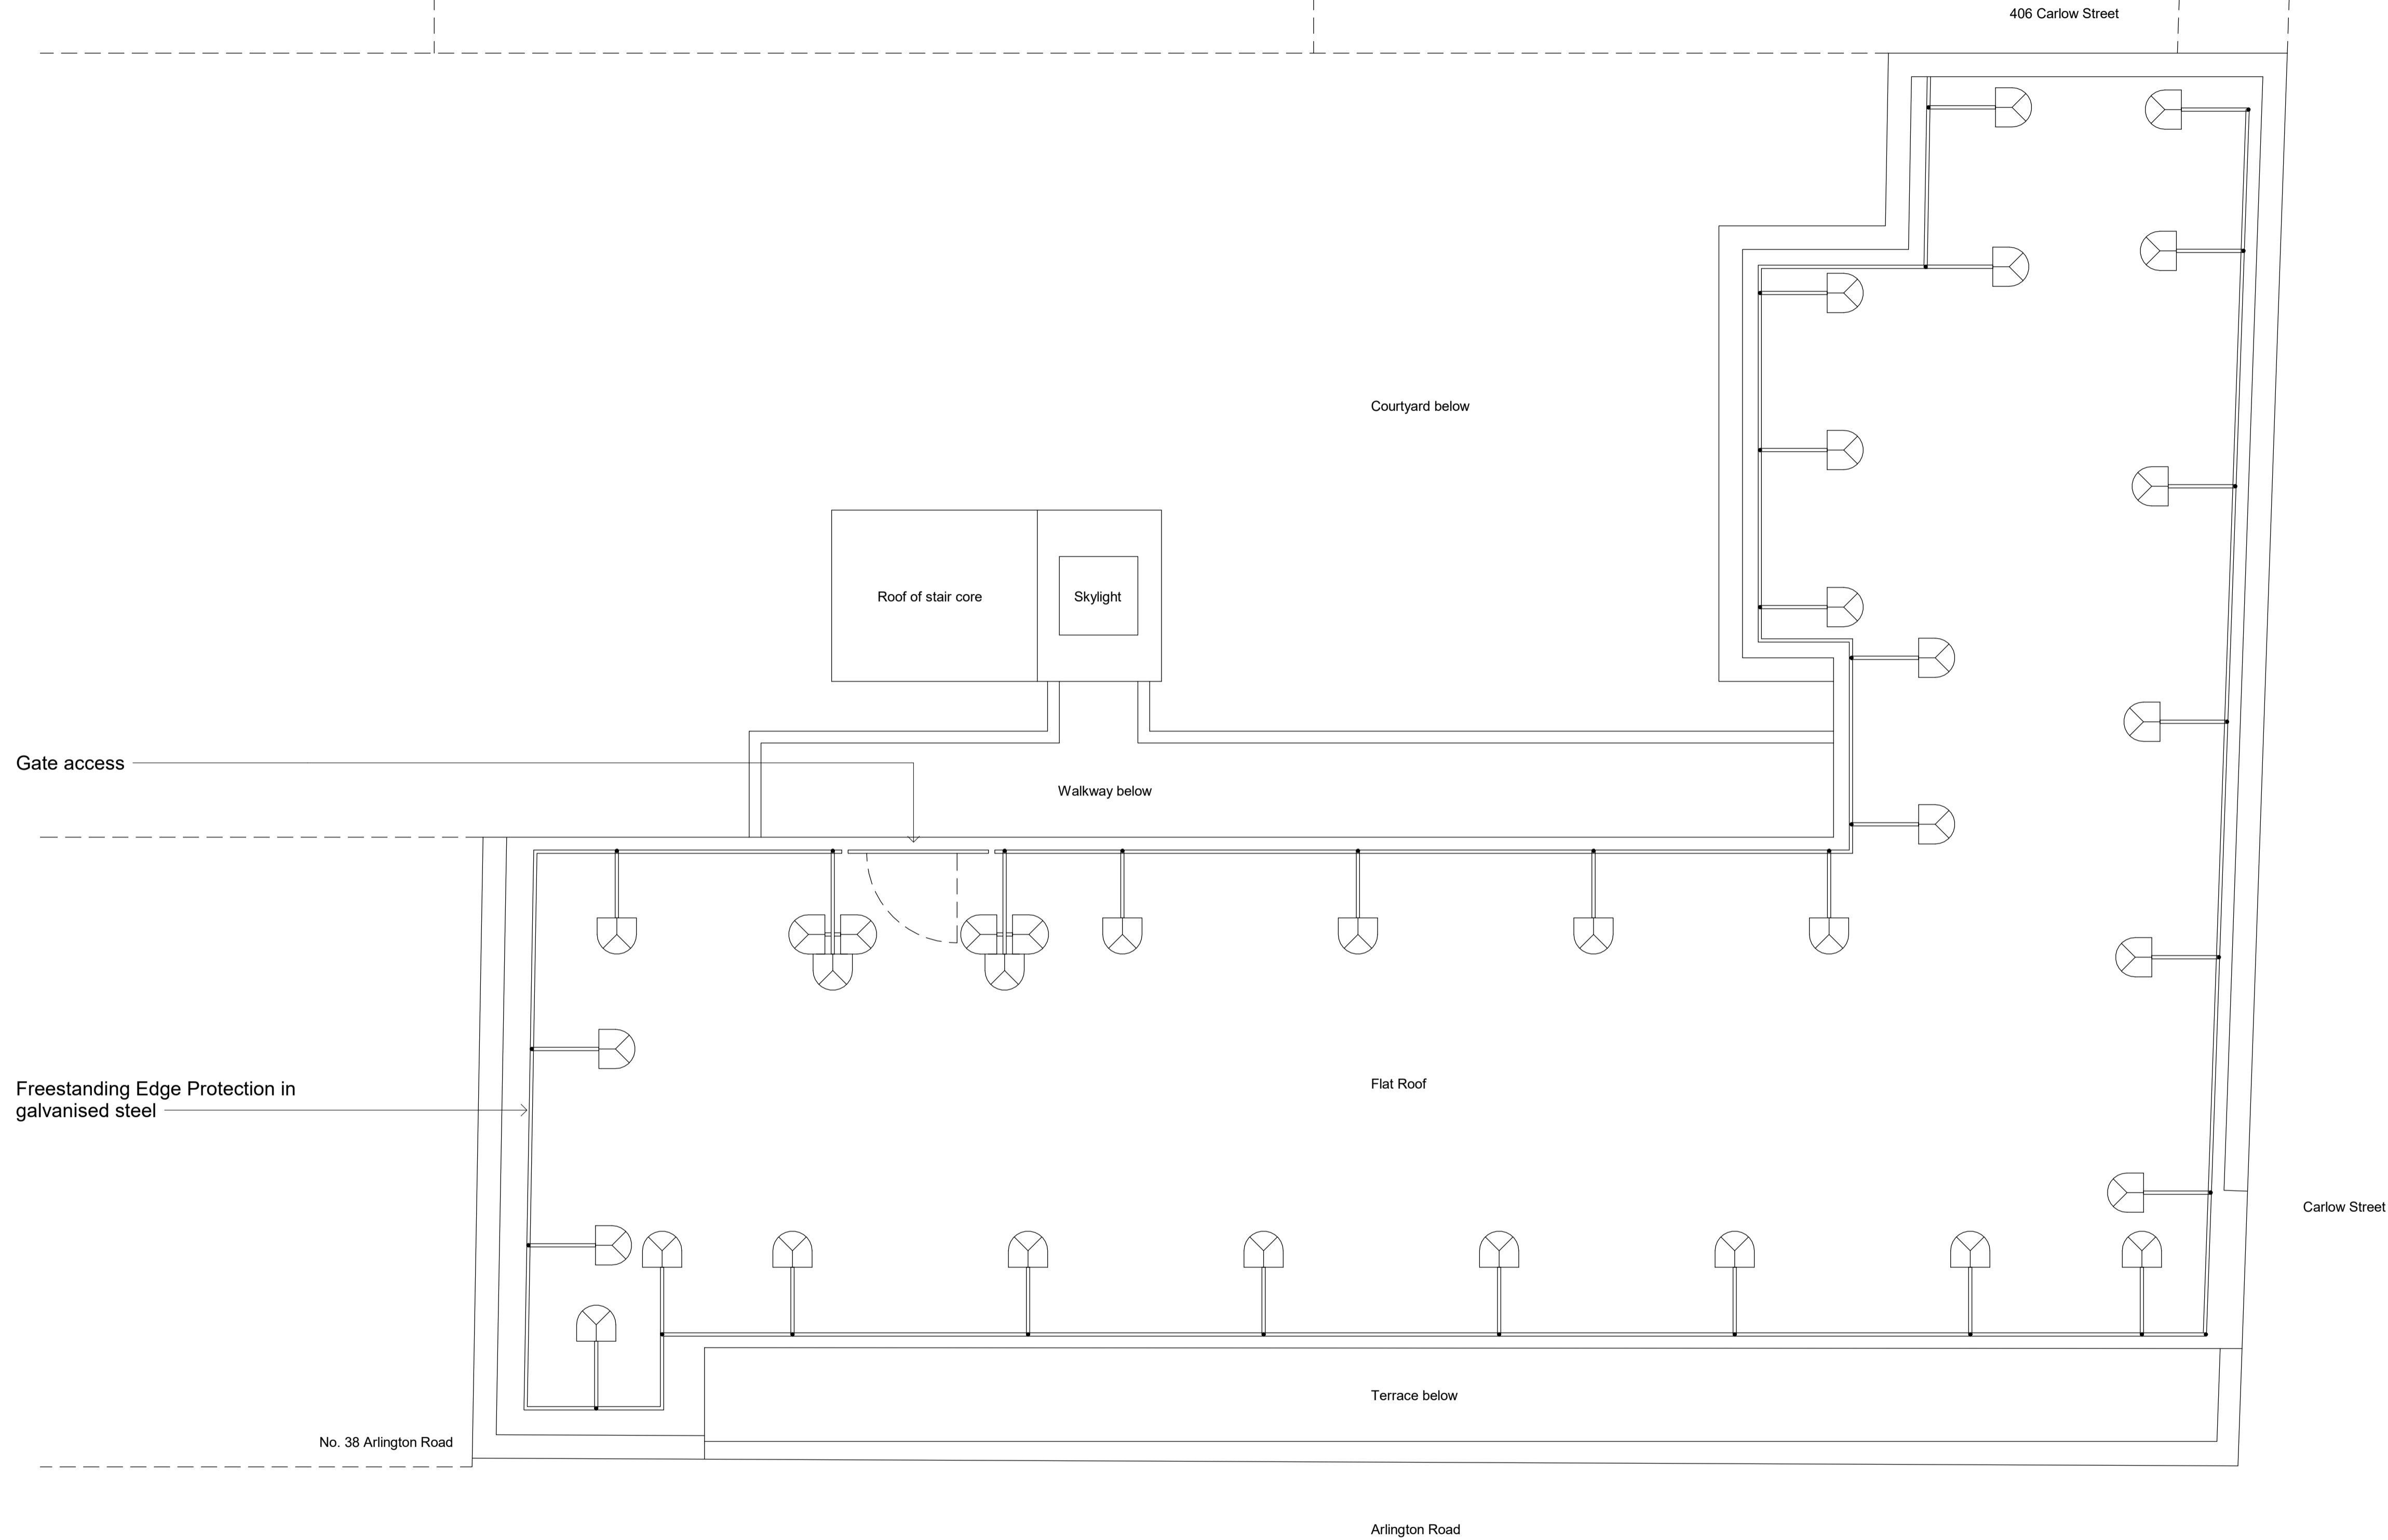 406 Carlow Street
Courtyard below
Roof of stair core
Skylight
Gate access
Walkway below
Freestanding Edge Protection in
galvanised steel
Flat Roof
Carlow Street
Terrace below
No. 38 Arlington Road
Arlington Road